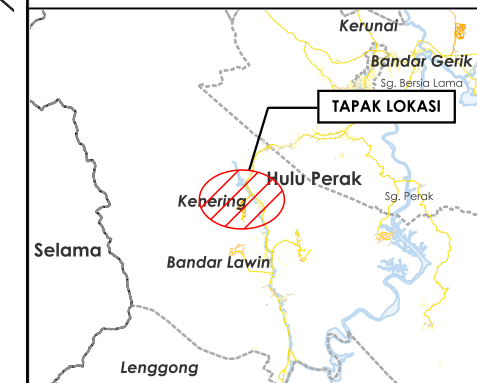 Kerunai
Bandar Gerik
Sg. Bersia Lama
TAPAK LOKASI
Hulu Perak
Kenering
Sg. Perak
Selama
Bandar Lawin
Lenggong